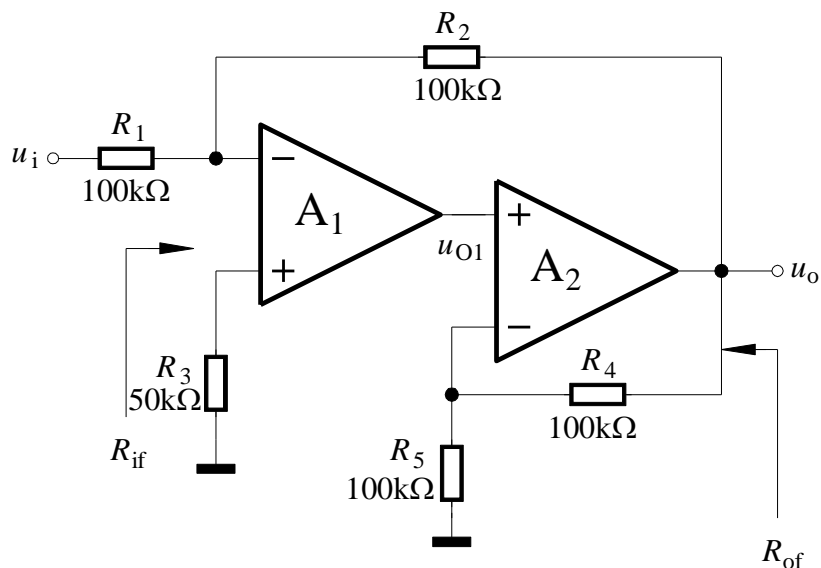 R2
100kΩ
R1
ui
100kΩ
−
A1
+
+
uO1
A2
−
uo
R3
50kΩ
R4
100kΩ
Rif
R5
100kΩ
Rof